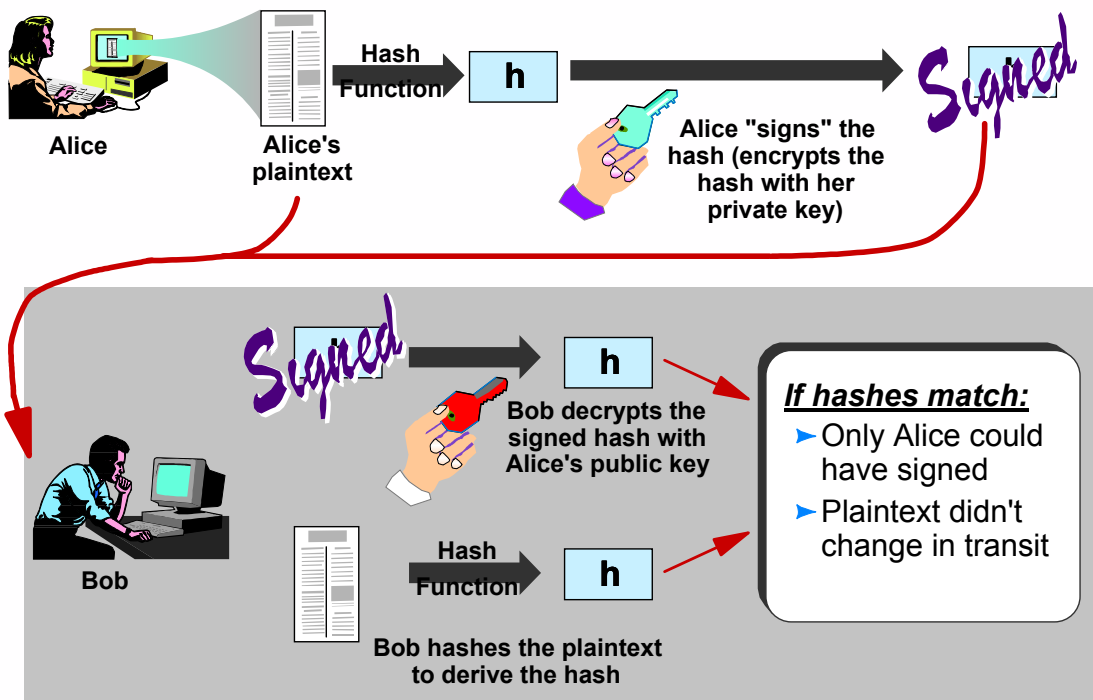 Alice
Alice's
plaintext
Hash
Function
h
Alice "signs" the
hash (encrypts the
hash with her
private key)
Signed
Signed
h
Bob decrypts the
signed hash with
Alice's public key
Bob
Hash
Function
h
Bob hashes the plaintext
to derive the hash
If hashes match:
➤ Only Alice could
have signed
➤ Plaintext didn't
change in transit